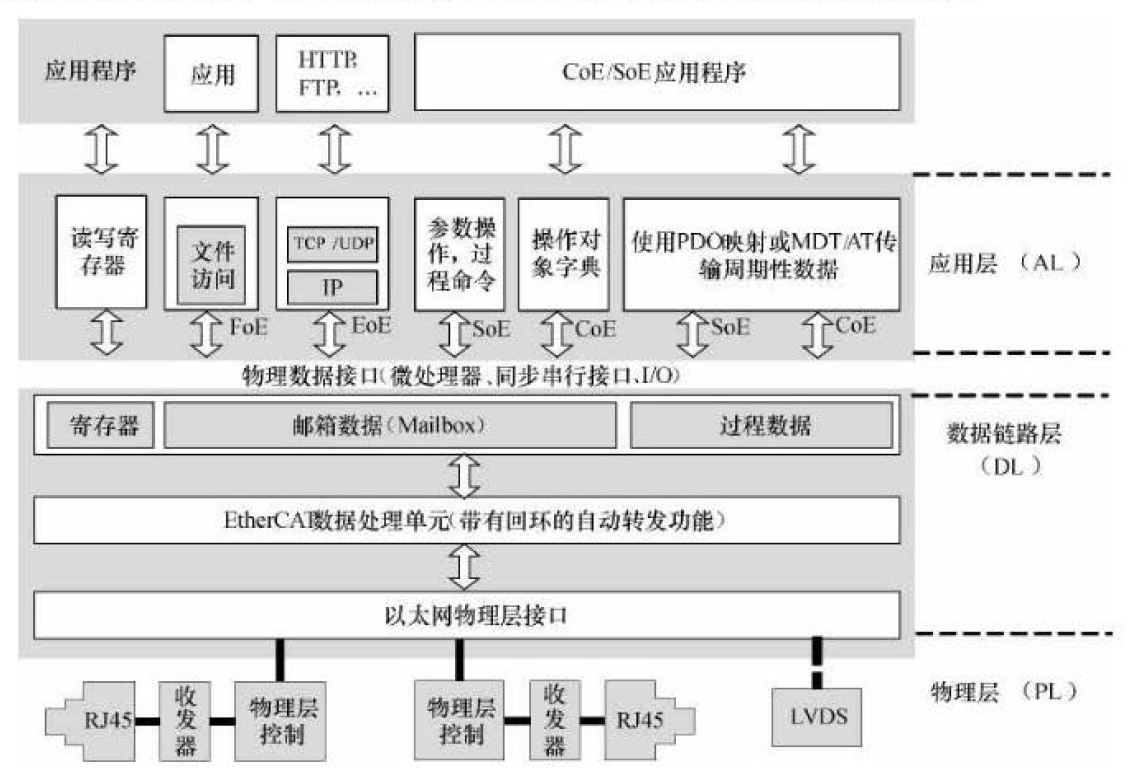 应用程序
应用
HTTP,
FTP, …
CoE/SoE应用程序
读写寄
存器
文件
访问
TCP /UDP
IP
参数操
作，过
程命令
操作对
象字典
使用PDO映射或MDT/AT传
输周期性数据
应用层 （AL）
FoE
EoE
SoE
CoE
SoE
CoE
物理数据接口(微处理器、同步串行接口、I/O)
寄存器
邮箱数据(Mailbox)
过程数据
数据链路层
（DL）
EtherCAT数据处理单元(带有回环的自动转发功能)
以太网物理层接口
物理层 （PL）
RJ45
收
发
器
物理层
控制
物理层
控制
收
发
器
RJ45
LVDS